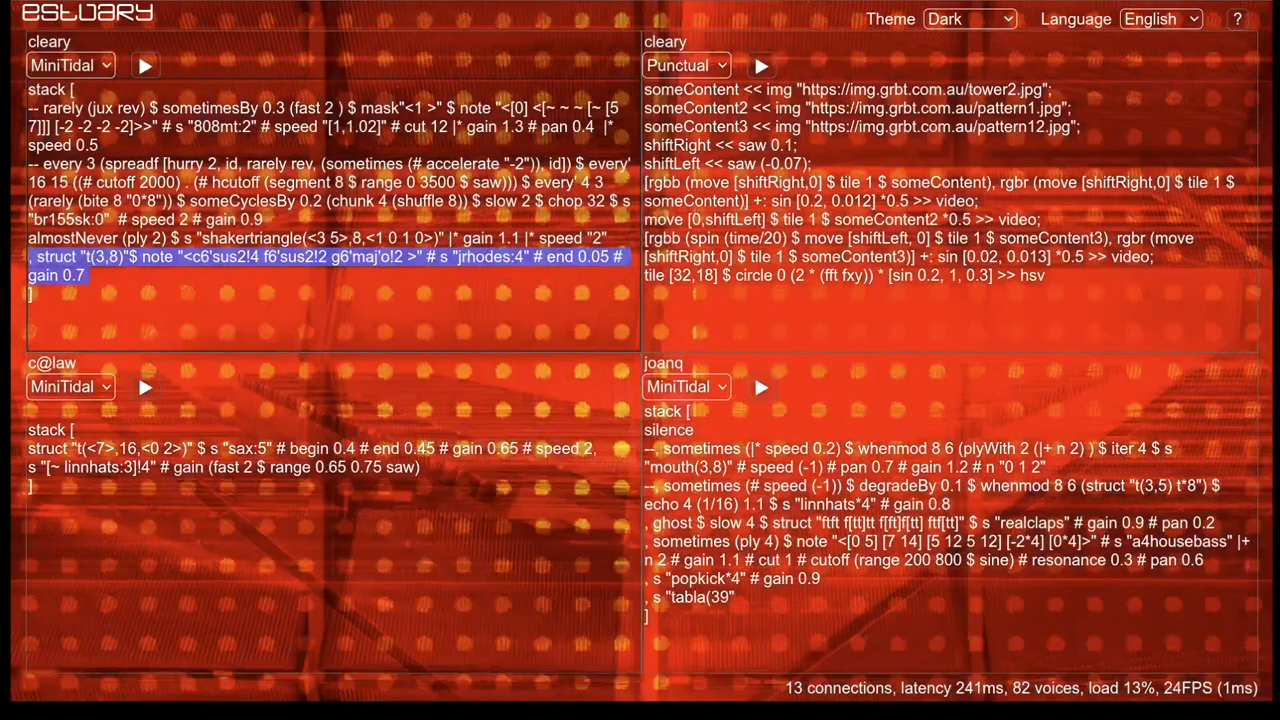 estuary
Theme Dark Language English ?
cleary
MiniTidal
stack [
-- rarely (jux rev) $ sometimesBy 0.3 (fast 2 ) $ mask"<1 >" $ note "<[0] <[~ ~ ~ [~ [5
7]]] [-2 -2 -2 -2]>>" # s "808mt:2" # speed "[1,1.02]" # cut 12 |* gain 1.3 # pan 0.4 |*
speed 0.5
-- every 3 (spreadf [hurry 2, id, rarely rev, (sometimes (# accelerate "-2")), id]) $ every'
16 15 ((# cutoff 2000) . (# hcutoff (segment 8 $ range 0 3500 $ saw))) $ every' 4 3
(rarely (bite 8 "0*8")) $ someCyclesBy 0.2 (chunk 4 (shuffle 8)) $ slow 2 $ chop 32 $ s
"br155sk:0" # speed 2 # gain 0.9
almostNever (ply 2) $ s "shakertriangle(<3 5>,8,<1 0 1 0>)" |* gain 1.1 |* speed "2"
, struct "t(3,8)"$ note "<c6'sus2!4 f6'sus2!2 g6'maj'o!2 >" # s "jrhodes:4" # end 0.05 #
gain 0.7
]
cleary
Punctual
someContent << img "https://img.grbt.com.au/tower2.jpg";
someContent2 << img "https://img.grbt.com.au/pattern1.jpg";
someContent3 << img "https://img.grbt.com.au/pattern12.jpg";
shiftRight << saw 0.1;
shiftLeft << saw (-0.07);
[rgbb (move [shiftRight,0] $ tile 1 $ someContent), rgbr (move [shiftRight,0] $ tile 1 $
someContent)] +: sin [0.2, 0.012] *0.5 >> video;
move [0,shiftLeft] $ tile 1 $ someContent2 *0.5 >> video;
[rgbb (spin (time/20) $ move [shiftLeft, 0] $ tile 1 $ someContent3), rgbr (move
[shiftRight,0] $ tile 1 $ someContent3)] +: sin [0.02, 0.013] *0.5 >> video;
tile [32,18] $ circle 0 (2 * (fft fxy)) * [sin 0.2, 1, 0.3] >> hsv
c@law
MiniTidal
stack [
struct "t(<7>,16,<0 2>)" $ s "sax:5" # begin 0.4 # end 0.45 # gain 0.65 # speed 2,
s "[~ linnhats:3]!4" # gain (fast 2 $ range 0.65 0.75 saw)
]
joanq
MiniTidal
stack [
silence
--, sometimes (|* speed 0.2) $ whenmod 8 6 (plyWith 2 (|+ n 2) ) $ iter 4 $ s
"mouth(3,8)" # speed (-1) # pan 0.7 # gain 1.2 # n "0 1 2"
--, sometimes (# speed (-1)) $ degradeBy 0.1 $ whenmod 8 6 (struct "t(3,5) t*8") $
echo 4 (1/16) 1.1 $ s "linnhats*4" # gain 0.8
, ghost $ slow 4 $ struct "ftft f[tt]tt f[ft]f[tt] ftf[tt]" $ s "realclaps" # gain 0.9 # pan 0.2
, sometimes (ply 4) $ note "<[0 5] [7 14] [5 12 5 12] [-2*4] [0*4]>" # s "a4housebass" |+
n 2 # gain 1.1 # cut 1 # cutoff (range 200 800 $ sine) # resonance 0.3 # pan 0.6
, s "popkick*4" # gain 0.9
, s "tabla(39"
]
13 connections, latency 241ms, 82 voices, load 13%, 24FPS (1ms)